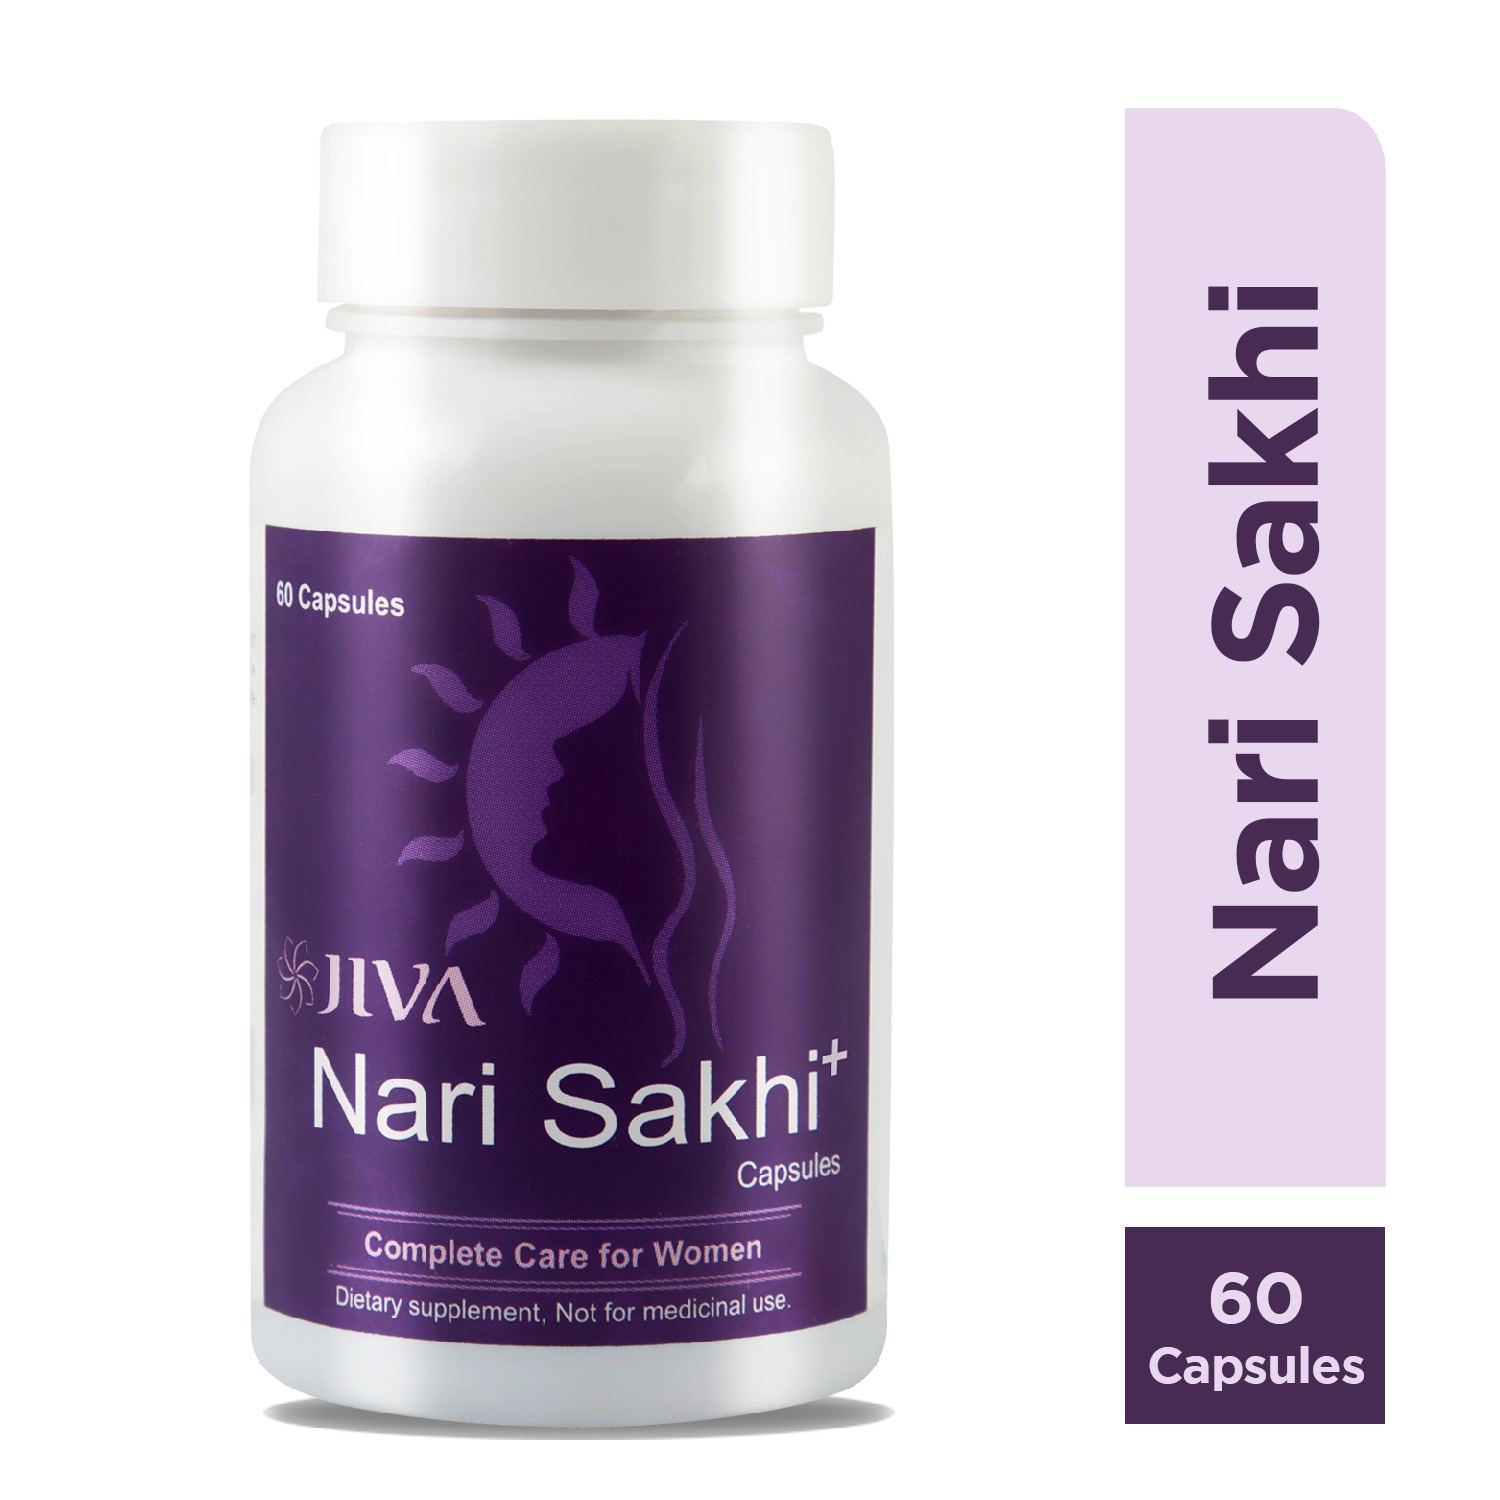 60 Capsules
JIVA
Nari Sakhi+
Capsules
Complete Care for Women
Dietary supplement, Not for medicinal use.
Nari Sakhi
60
Capsules